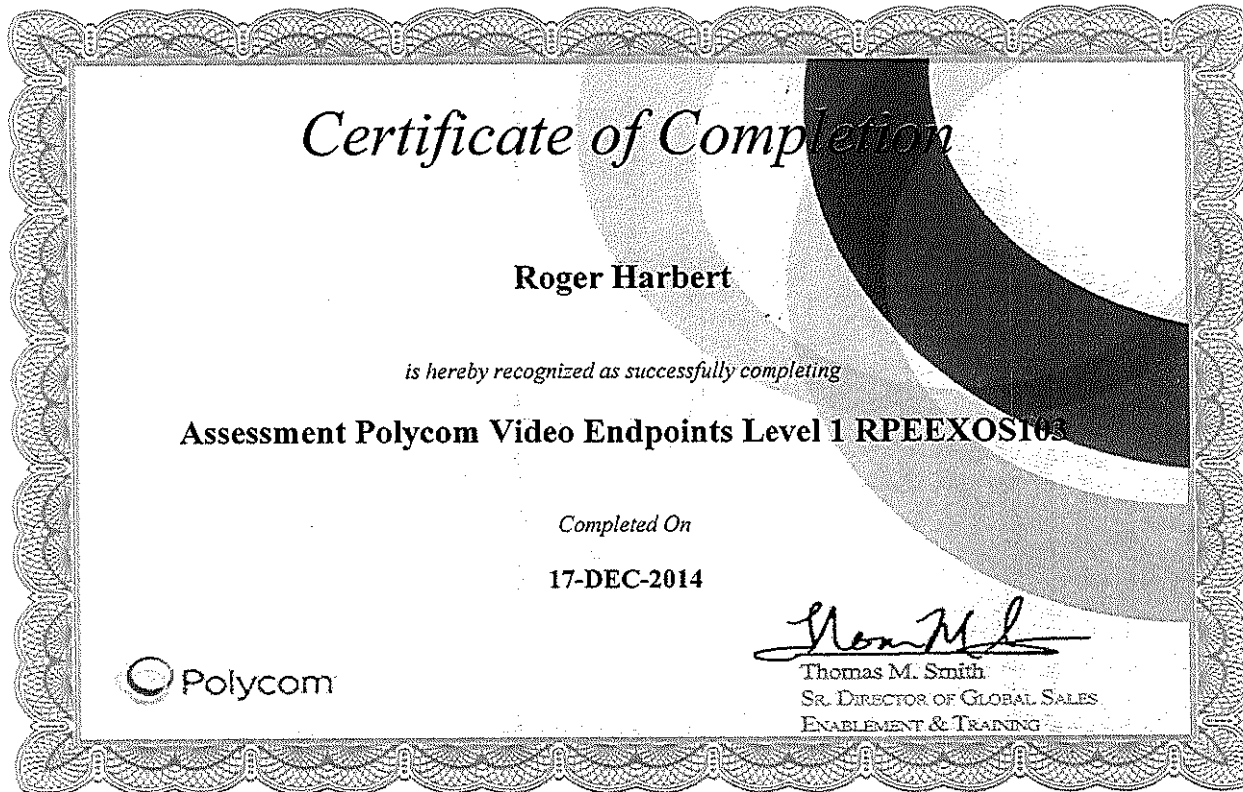 Certificate of Completion
Roger Harbert
is hereby recognized as successfully completing
Assessment Polycom Video Endpoints Level 1 RPEEXOS103
Completed On
17-DEC-2014
Polycom
Thomas M. Smith
SR. DIRECTOR OF GLOBAL SALES
ENABLEMENT & TRAINING